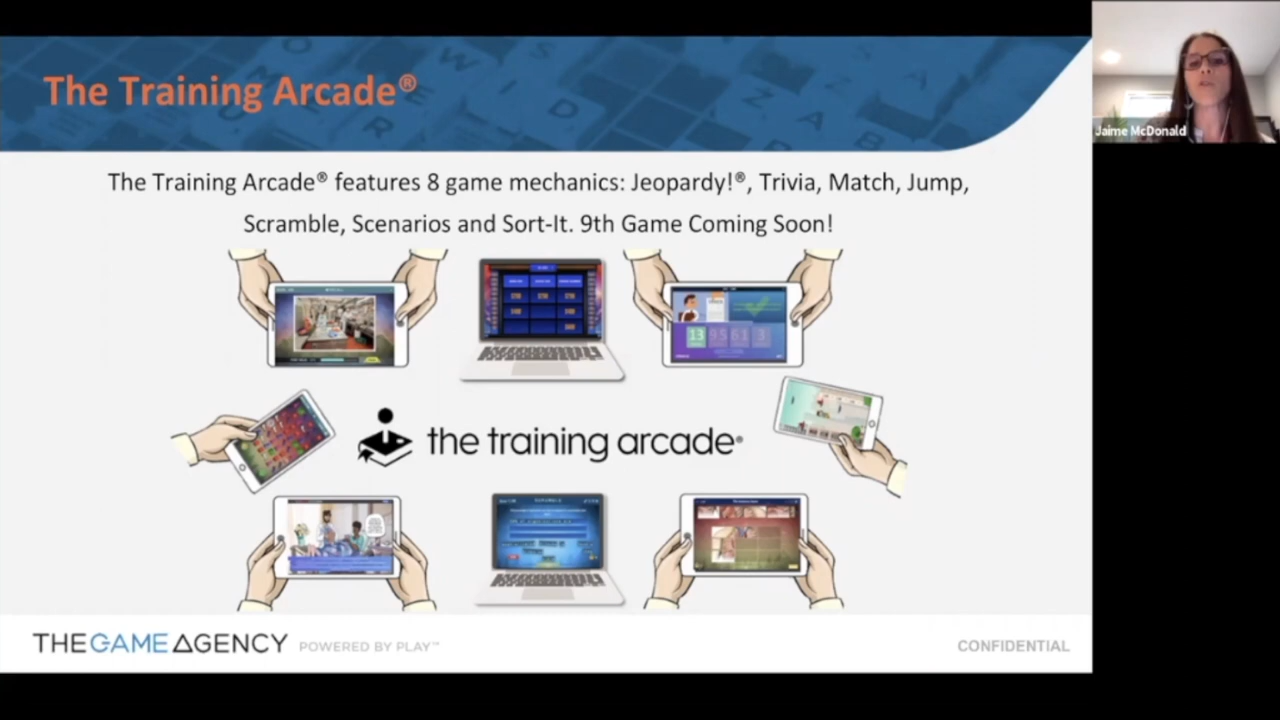 The Training Arcade®
Jaime McDonald
The Training Arcade® features 8 game mechanics: Jeopardy!®, Trivia, Match, Jump,
Scramble, Scenarios and Sort-It. 9th Game Coming Soon!
the training arcade®
THEGAMEAGENCY POWERED BY PLAY™
CONFIDENTIAL